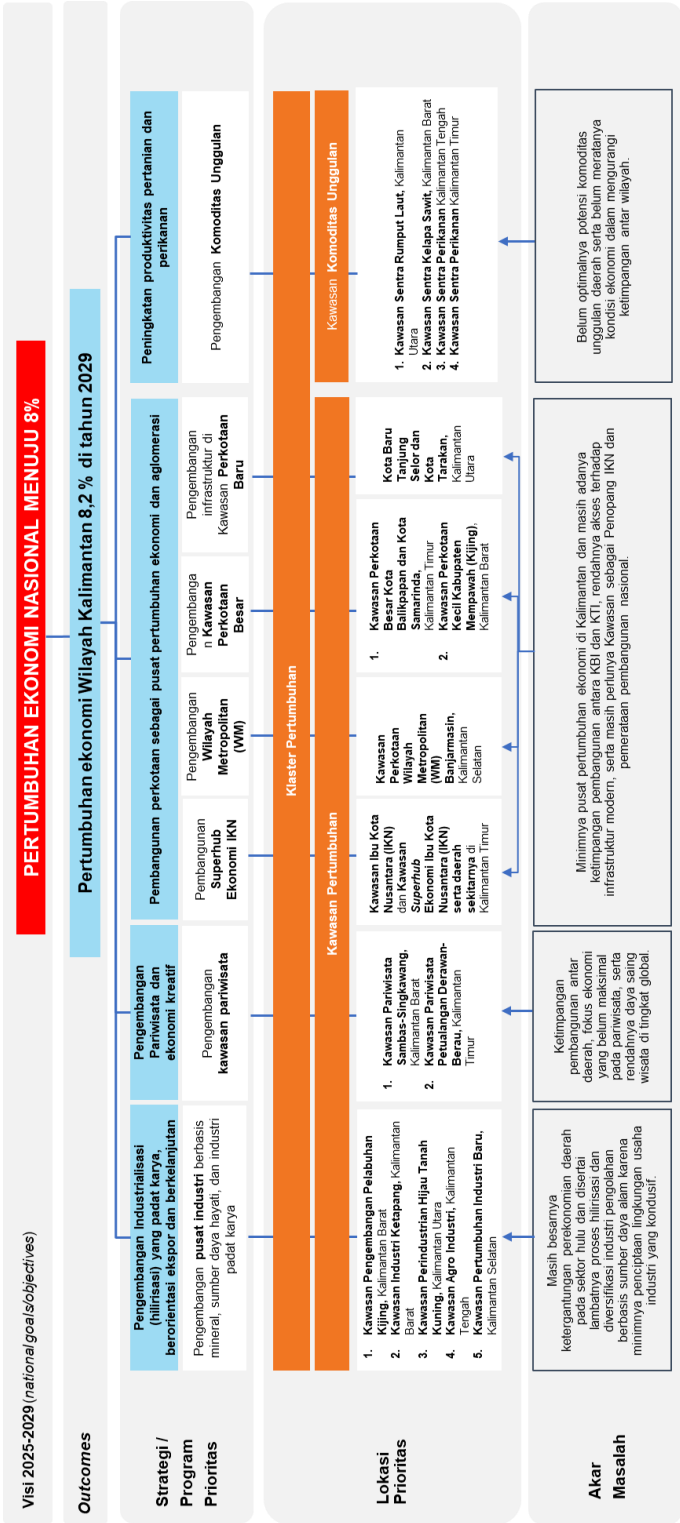 Visi 2025-2029 (national goals/objectives)
PERTUMBUHAN EKONOMI NASIONAL MENUJU 8%
Outcomes
Pertumbuhan ekonomi Wilayah Kalimantan 8,2 % di tahun 2029
Strategi /
Program
Prioritas
Pengembangan Industrialisasi
(hilirisasi) yang padat karya,
berorientasi ekspor dan berkelanjutan
Pengembangan
Pariwisata dan
ekonomi kreatif
Pembangunan perkotaan sebagai pusat pertumbuhan ekonomi dan aglomerasi
Peningkatan produktivitas pertanian dan
perikanan
Pengembangan pusat industri berbasis
mineral, sumber daya hayati, dan industri
padat karya
Pengembangan
kawasan pariwisata
Pembangunan
Superhub
Ekonomi IKN
Pengembangan
Wilayah
Metropolitan
(WM)
Pengembanga
n Kawasan
Perkotaan
Besar
Pengembangan
infrastruktur di
Kawasan Perkotaan
Baru
Pengembangan Komoditas Unggulan
Klaster Pertumbuhan
Kawasan Pertumbuhan
Kawasan Komoditas Unggulan
Lokasi
Prioritas
1. Kawasan Pengembangan Pelabuhan
Kijing, Kalimantan Barat
2. Kawasan Industri Ketapang, Kalimantan
Barat
3. Kawasan Perindustrian Hijau Tanah
Kuning, Kalimantan Utara
4. Kawasan Agro Industri, Kalimantan
Tengah
5. Kawasan Pertumbuhan Industri Baru,
Kalimantan Selatan
1. Kawasan Pariwisata
Sambas-Singkawang,
Kalimantan Barat
2. Kawasan Pariwisata
Petualangan Derawan-
Berau, Kalimantan
Timur
Kawasan Ibu Kota
Nusantara (IKN)
dan Kawasan
Superhub
Ekonomi Ibu Kota
Nusantara (IKN)
serta daerah
sekitarnya di
Kalimantan Timur
Kawasan
Perkotaan
Wilayah
Metropolitan
(WM)
Banjarmasin,
Kalimantan
Selatan
1. Kawasan Perkotaan
Besar Kota
Balikpapan dan Kota
Samarinda,
Kalimantan Timur
2. Kawasan Perkotaan
Kecil Kabupaten
Mempawah (Kijing),
Kalimantan Barat
Kota Baru
Tanjung
Selor dan
Kota
Tarakan,
Kalimantan
Utara
1. Kawasan Sentra Rumput Laut, Kalimantan
Utara
2. Kawasan Sentra Kelapa Sawit, Kalimantan Barat
3. Kawasan Sentra Perikanan Kalimantan Tengah
4. Kawasan Sentra Perikanan Kalimantan Timur
Akar
Masalah
Masih besarnya
ketergantungan perekonomian daerah
pada sektor hulu dan disertai
lambatnya proses hilirisasi dan
diversifikasi industri pengolahan
berbasis sumber daya alam karena
minimnya penciptaan lingkungan usaha
industri yang kondusif.
Ketimpangan
pembangunan antar
daerah, fokus ekonomi
yang belum maksimal
pada pariwisata, serta
rendahnya daya saing
wisata di tingkat global.
Minimnya pusat pertumbuhan ekonomi di Kalimantan dan masih adanya
ketimpangan pembangunan antara KBI dan KTI, rendahnya akses terhadap
infrastruktur modern, serta masih perlunya Kawasan sebagai Penopang IKN dan
pemerataan pembangunan nasional.
Belum optimalnya potensi komoditas
unggulan daerah serta belum meratanya
kondisi ekonomi dalam mengurangi
ketimpangan antar wilayah.